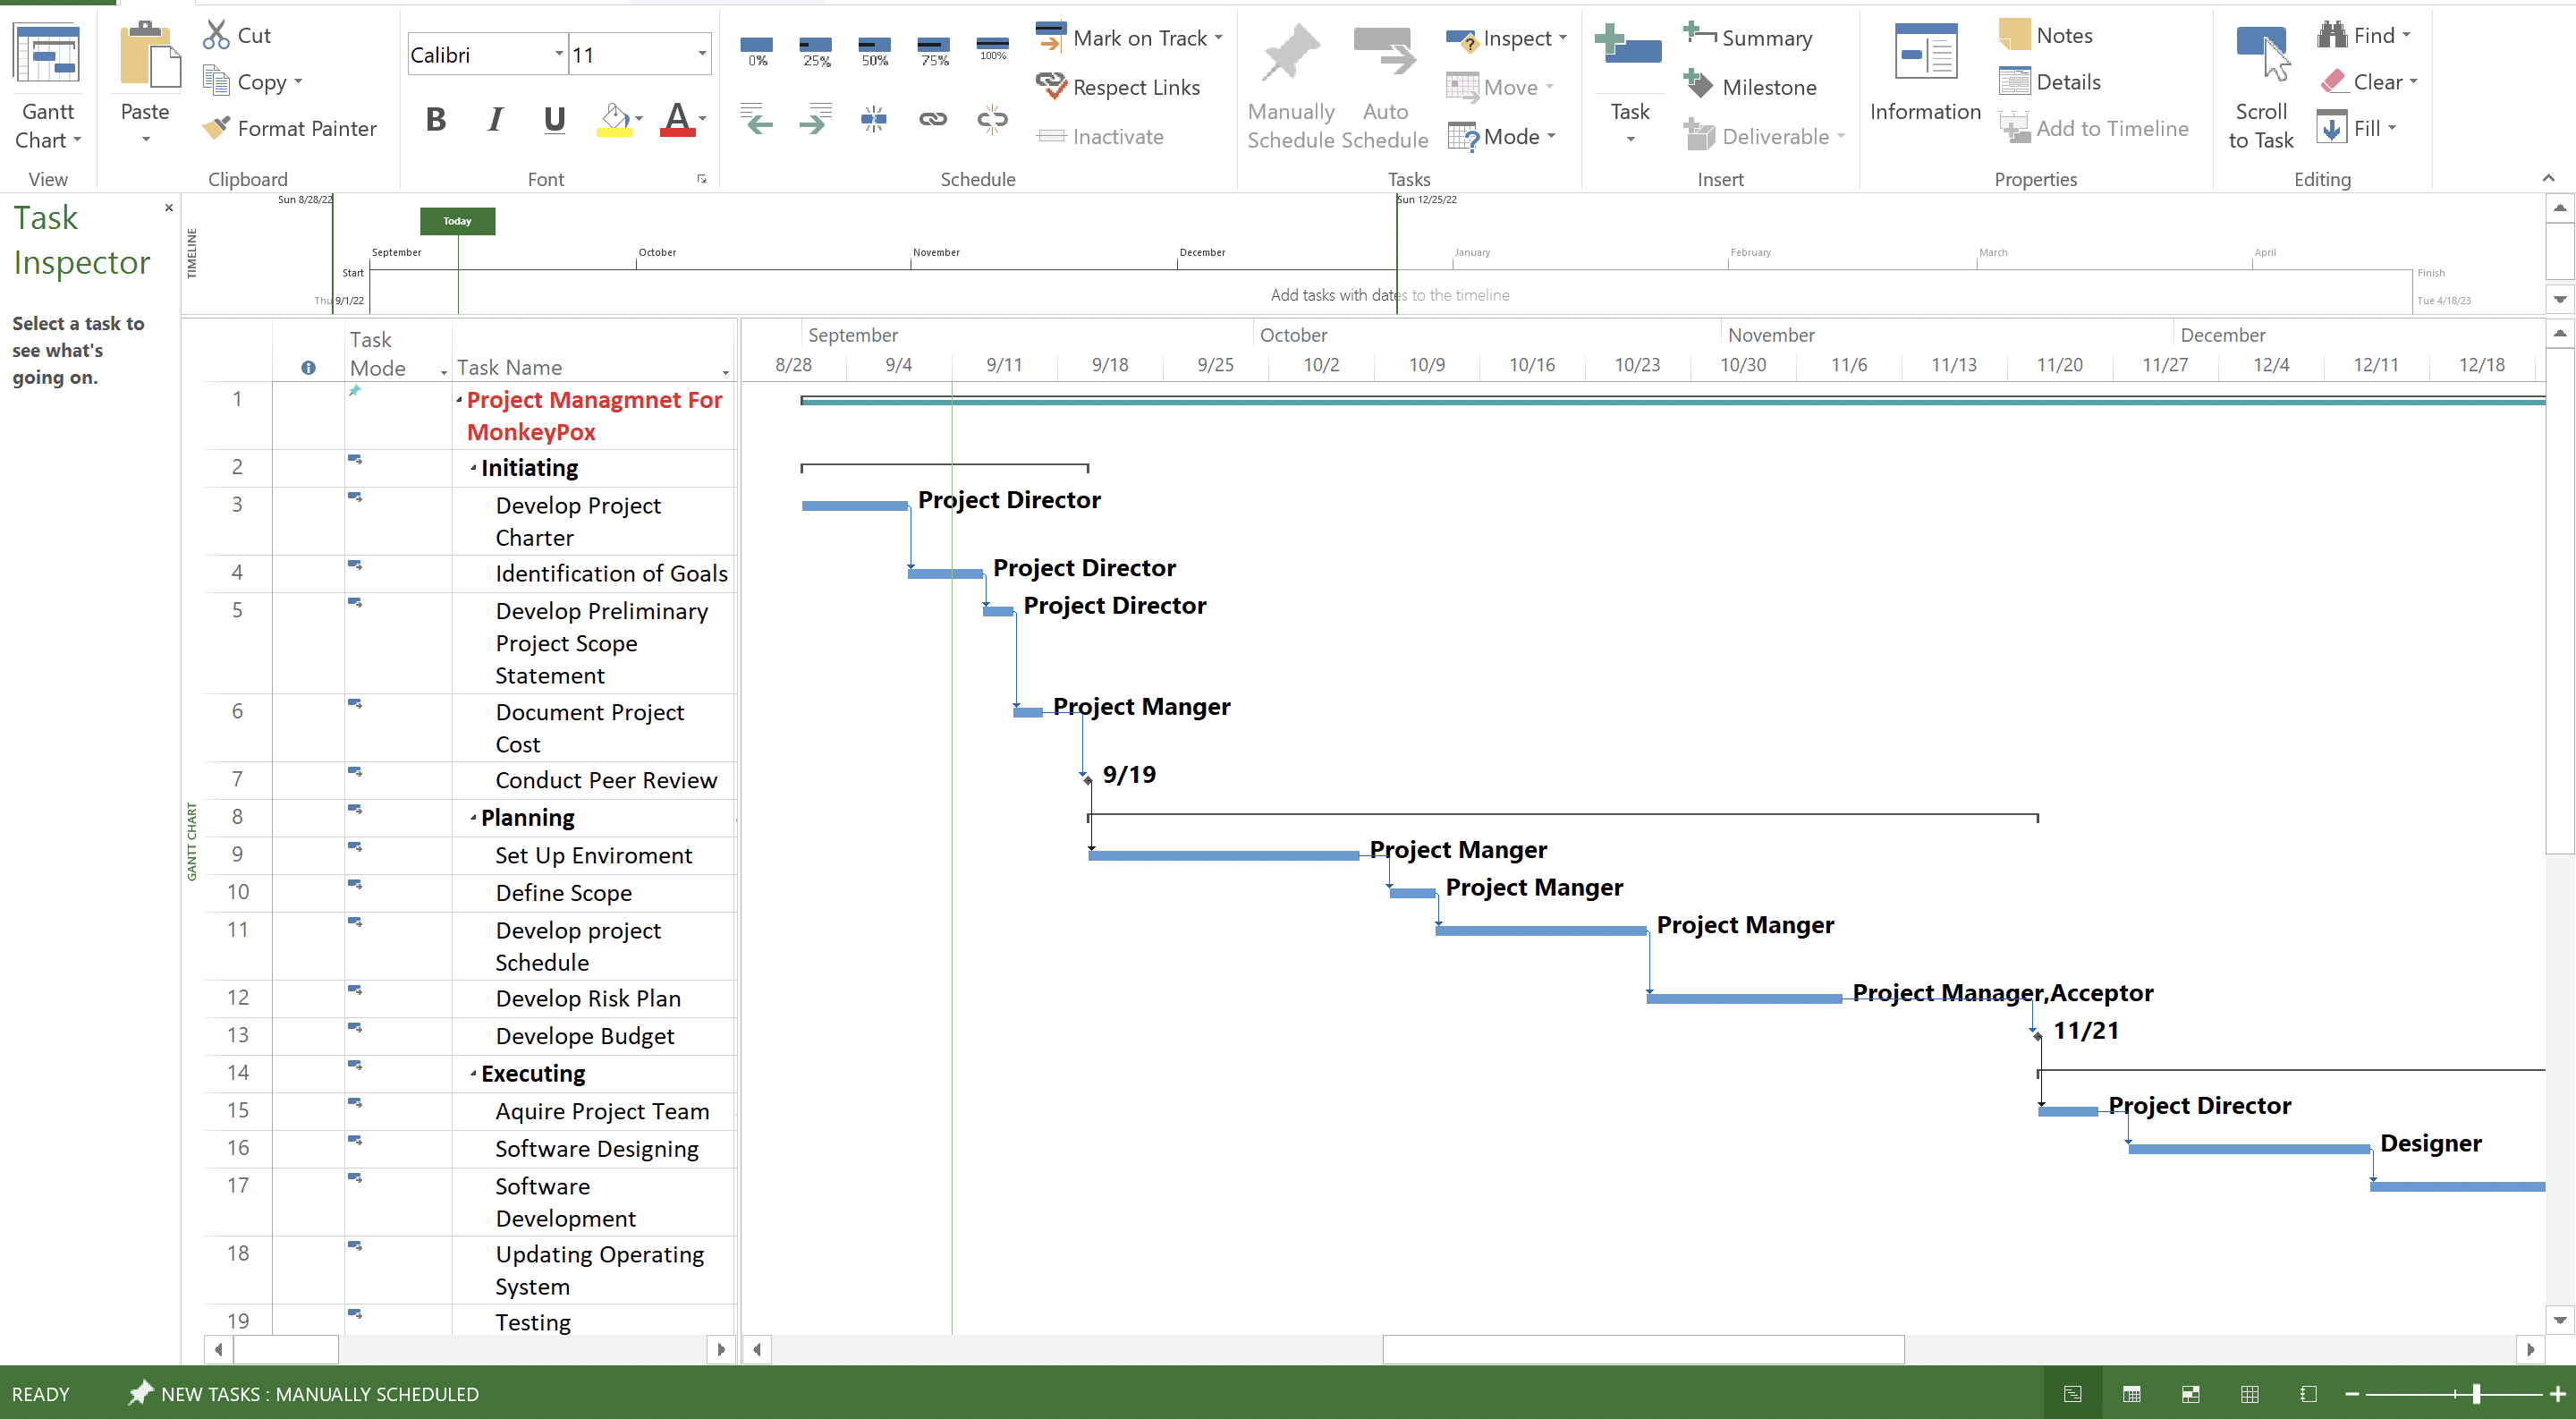 Gantt
Chart
View
Paste
Cut
Copy
Format Painter
Clipboard
Calibri 11
B I U A
Font
0% 25% 50% 75% 100%
Mark on Track
Respect Links
Inactivate
Schedule
Manually
Schedule
Auto
Schedule
Inspect
Move
Mode
Tasks
Task
Summary
Milestone
Deliverable
Insert
Information
Notes
Details
Add to Timeline
Properties
Scroll
to Task
Find
Clear
Fill
Editing
Task
Inspector
Select a task to
see what's
going on.
TIMELINE
Sun 8/28/22
Today
Sun 12/25/22
September October November December January February March April
Start
Thu 9/1/22
Add tasks with dates to the timeline
Finish
Tue 4/18/23
GANTT CHART
Task
Mode
Task Name
September October November December
8/28 9/4 9/11 9/18 9/25 10/2 10/9 10/16 10/23 10/30 11/6 11/13 11/20 11/27 12/4 12/11 12/18
1 Project Managmnet For
MonkeyPox
2 Initiating
3 Develop Project
Charter
Project Director
4 Identification of Goals Project Director
5 Develop Preliminary
Project Scope
Statement
Project Director
6 Document Project
Cost
Project Manger
7 Conduct Peer Review 9/19
8 Planning
9 Set Up Enviroment Project Manger
10 Define Scope Project Manger
11 Develop project
Schedule
Project Manger
12 Develop Risk Plan Project Manager,Acceptor
13 Develope Budget 11/21
14 Executing
15 Aquire Project Team Project Director
16 Software Designing Designer
17 Software
Development
18 Updating Operating
System
19 Testing
READY
NEW TASKS : MANUALLY SCHEDULED